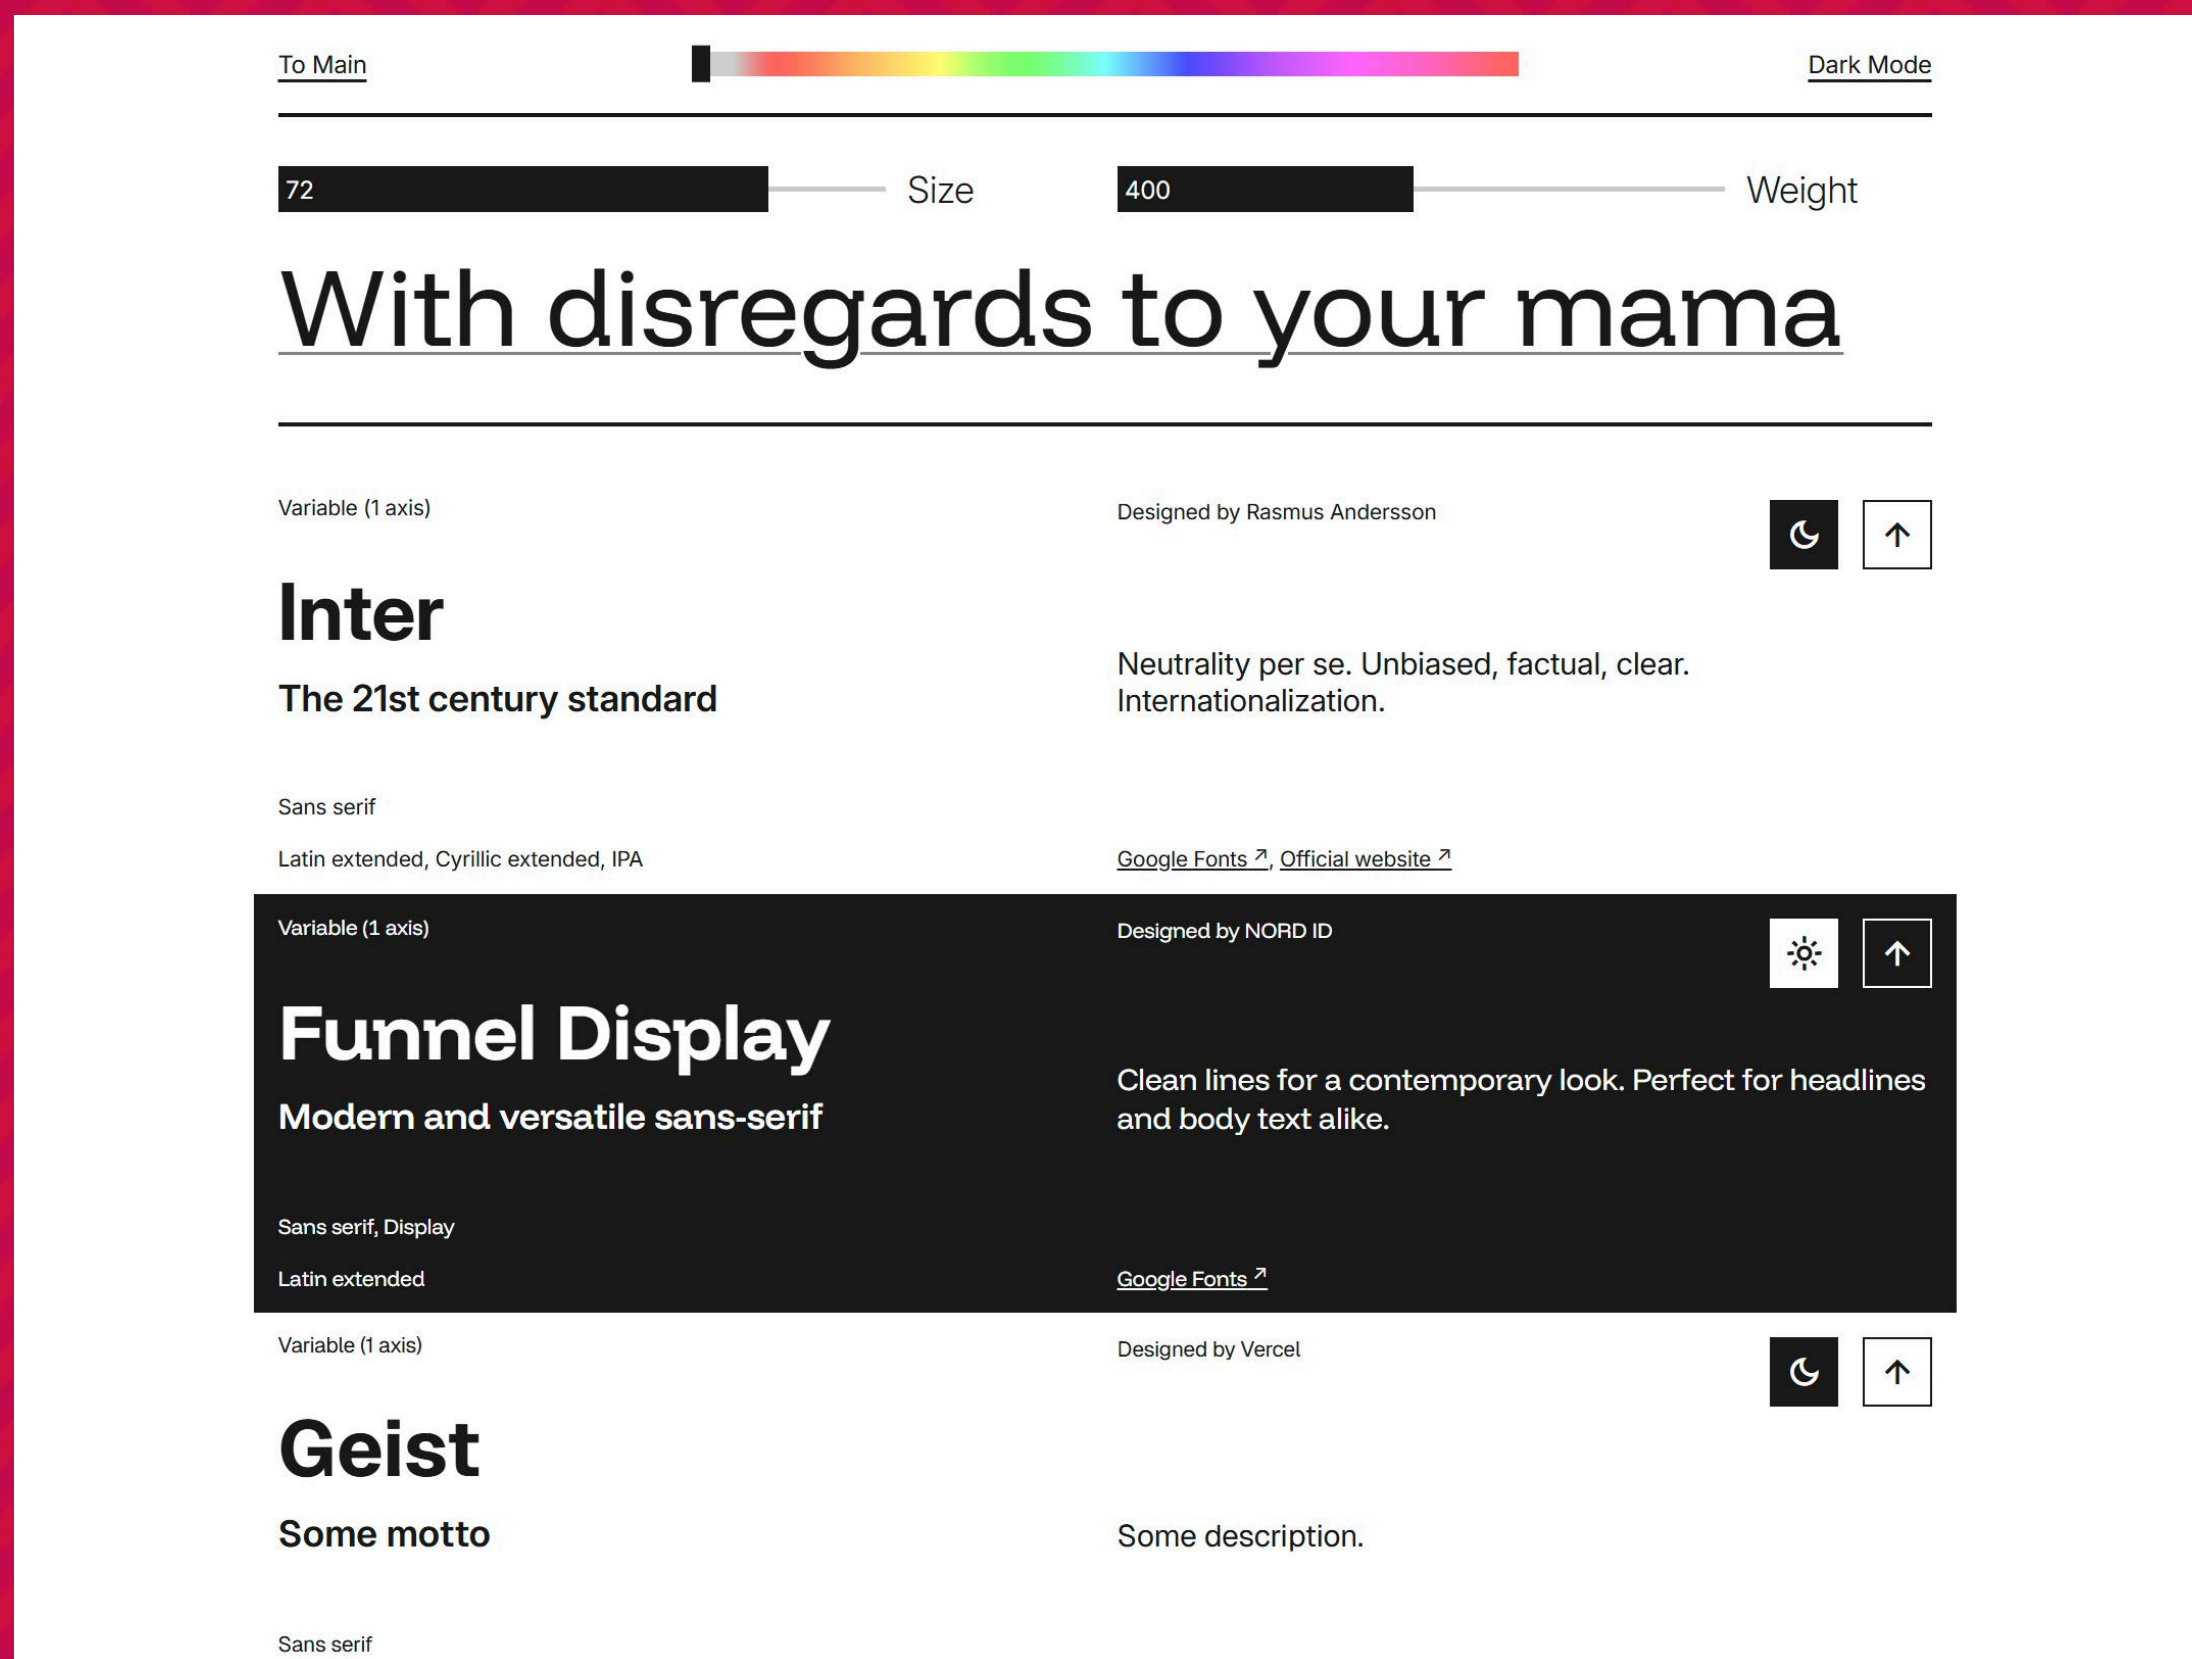 To Main
Dark Mode
72
Size
400
Weight
With disregards to your mama
Variable (1 axis)
Designed by Rasmus Andersson
Inter
The 21st century standard
Neutrality per se. Unbiased, factual, clear.
Internationalization.
Sans serif
Latin extended, Cyrillic extended, IPA
Google Fonts ↗, Official website ↗
Variable (1 axis)
Designed by NORD ID
Funnel Display
Modern and versatile sans-serif
Clean lines for a contemporary look. Perfect for headlines
and body text alike.
Sans serif, Display
Latin extended
Google Fonts ↗
Variable (1 axis)
Designed by Vercel
Geist
Some motto
Some description.
Sans serif